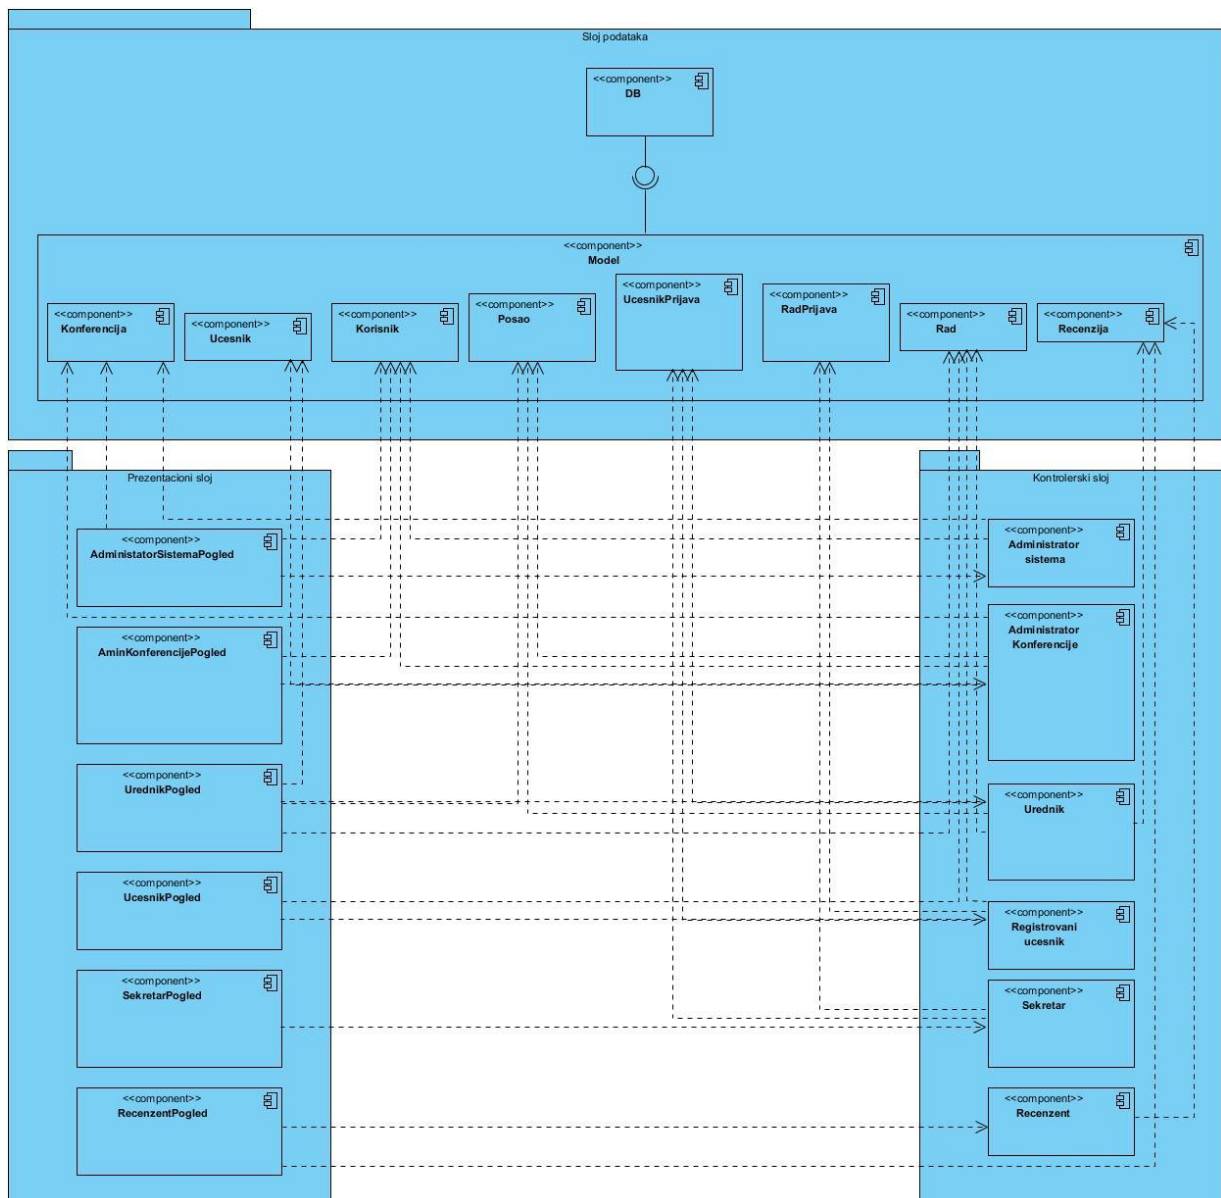 Sloj podataka
<<component>>
DB
<<component>>
Model
<<component>>
Konferencija
<<component>>
Ucesnik
<<component>>
Korisnik
<<component>>
Posao
<<component>>
UcesnikPrijava
<<component>>
RadPrijava
<<component>>
Rad
<<component>>
Recenzija
Prezentacioni sloj
<<component>>
AdministatorSistemaPogled
<<component>>
AminKonferencijePogled
<<component>>
UrednikPogled
<<component>>
UcesnikPogled
<<component>>
SekretarPogled
<<component>>
RecenzentPogled
Kontrolerski sloj
<<component>>
Administrator
sistema
<<component>>
Administrator
Konferencije
<<component>>
Urednik
<<component>>
Registrovani
ucesnik
<<component>>
Sekretar
<<component>>
Recenzent